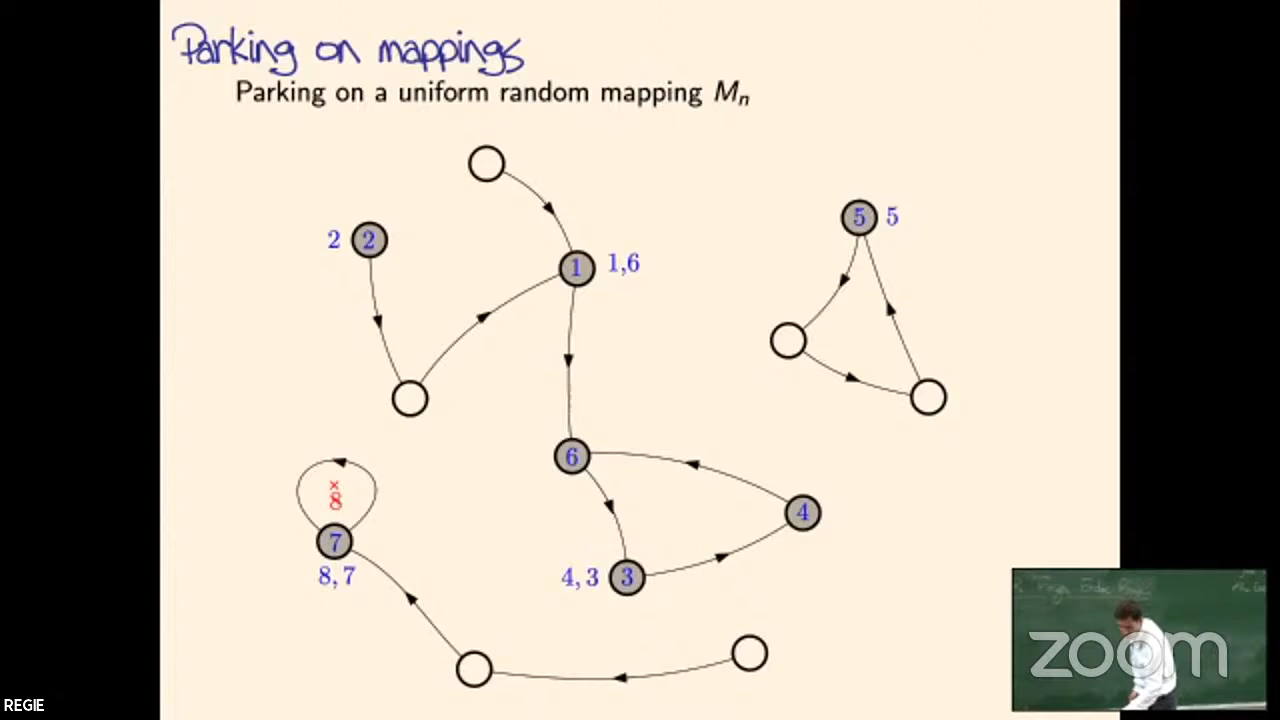 Parking on mappings
Parking on a uniform random mapping Mn
5 5
2 2
1 1,6
6
×
8
4
7
8, 7
4, 3 3
zoom
REGIE